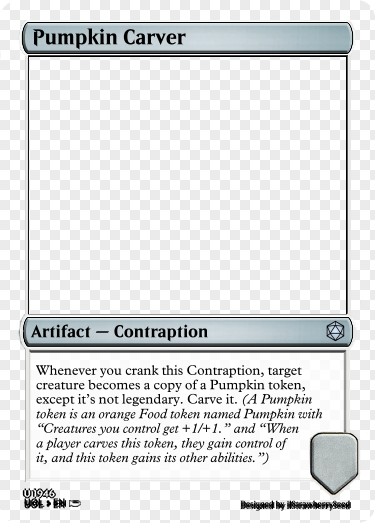 Pumpkin Carver
Artifact — Contraption
Whenever you crank this Contraption, target
creature becomes a copy of a Pumpkin token,
except it's not legendary. Carve it. (A Pumpkin
token is an orange Food token named Pumpkin with
“Creatures you control get +1/+1.” and “When
a player carves this token, they gain control of
it, and this token gains its other abilities.”)
Designed by